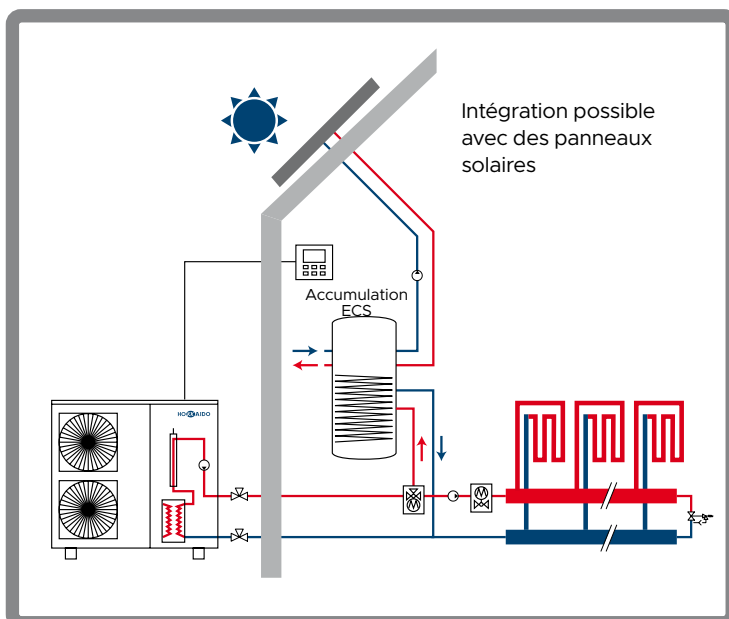 Intégration possible
avec des panneaux
solaires
Accumulation
ECS
HOKKAIDO